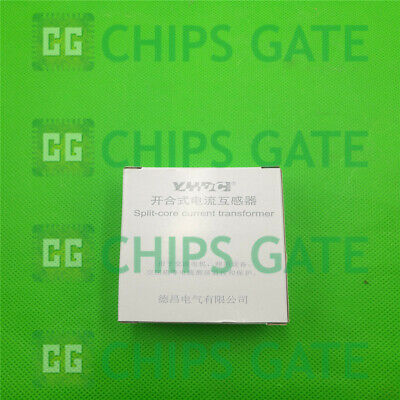 CG CHIPS GATE
CG CHIPS GATE
YMDC®
开合式电流互感器
Split-core current transformer
CG CHIPS GATE
德昌电气有限公司
CG CHIPS GATE